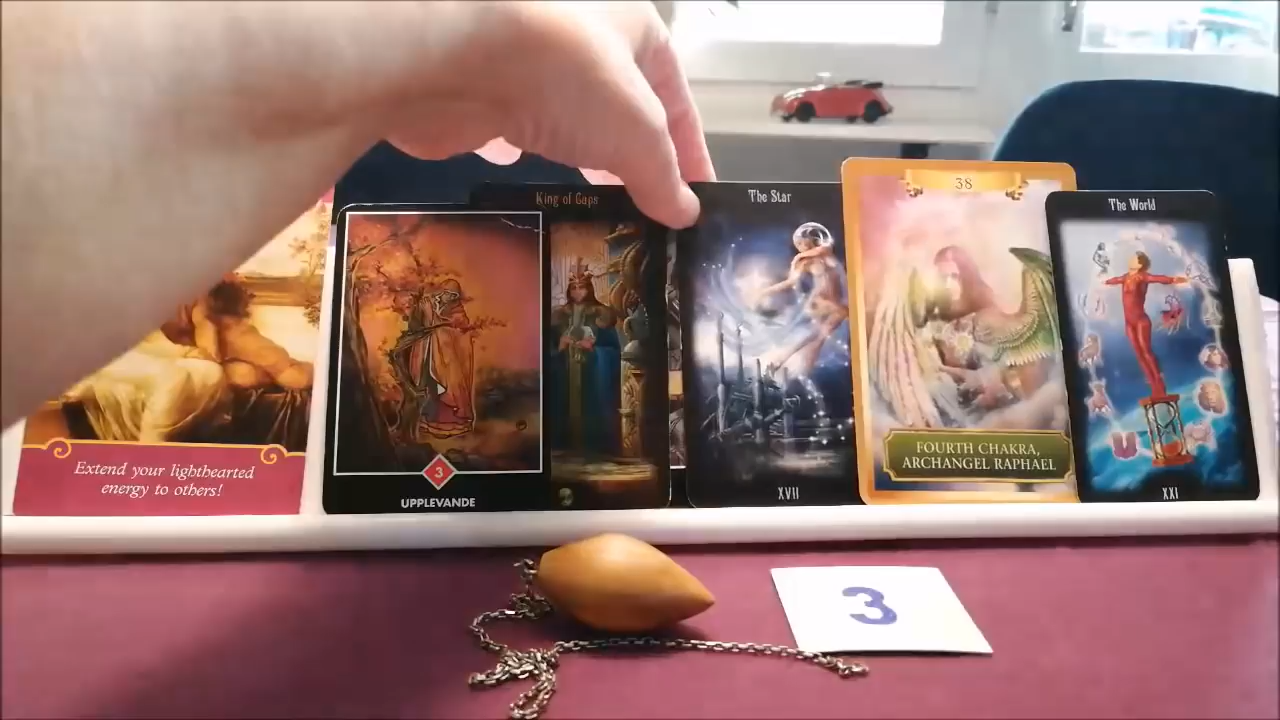 King of Cups
The Star
38
The World
Extend your lighthearted
energy to others!
3
UPPLEVANDE
XVII
FOURTH CHAKRA,
ARCHANGEL RAPHAEL
XXI
3